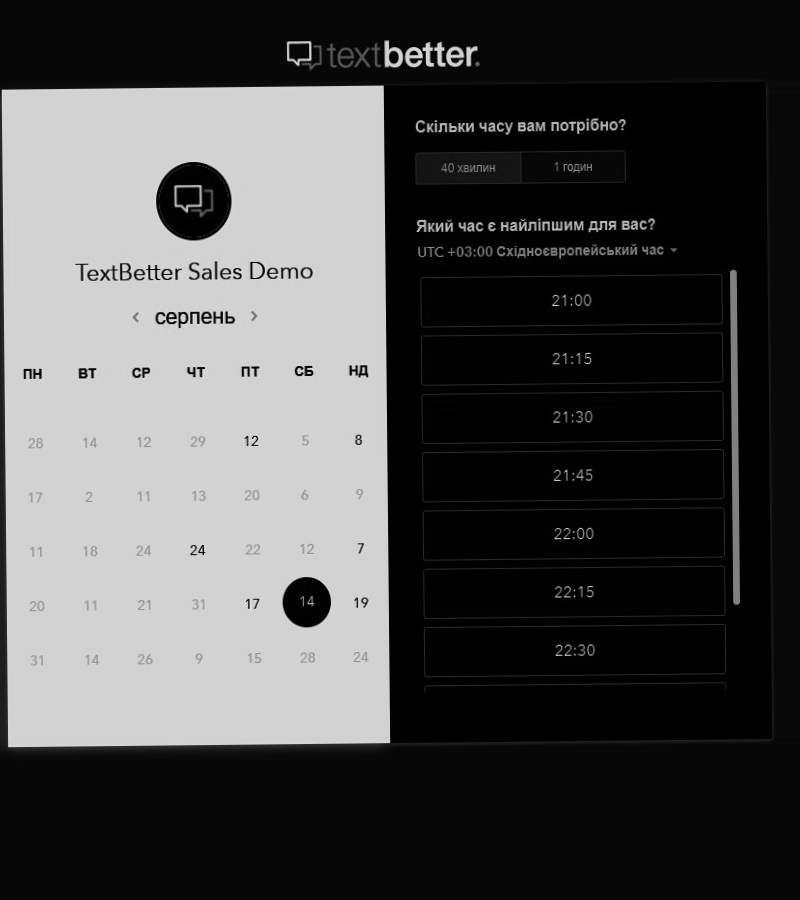 textbetter.
TextBetter Sales Demo
серпень
ПН ВТ СР ЧТ ПТ СБ НД
28 14 12 29 12 5 8
17 2 11 13 20 6 9
11 18 24 24 22 12 7
20 11 21 31 17 14 19
31 14 26 9 15 28 24
Скільки часу вам потрібно?
40 хвилин 1 годин
Який час є найліпшим для вас?
UTC +03:00 Східноєвропейський час
21:00
21:15
21:30
21:45
22:00
22:15
22:30